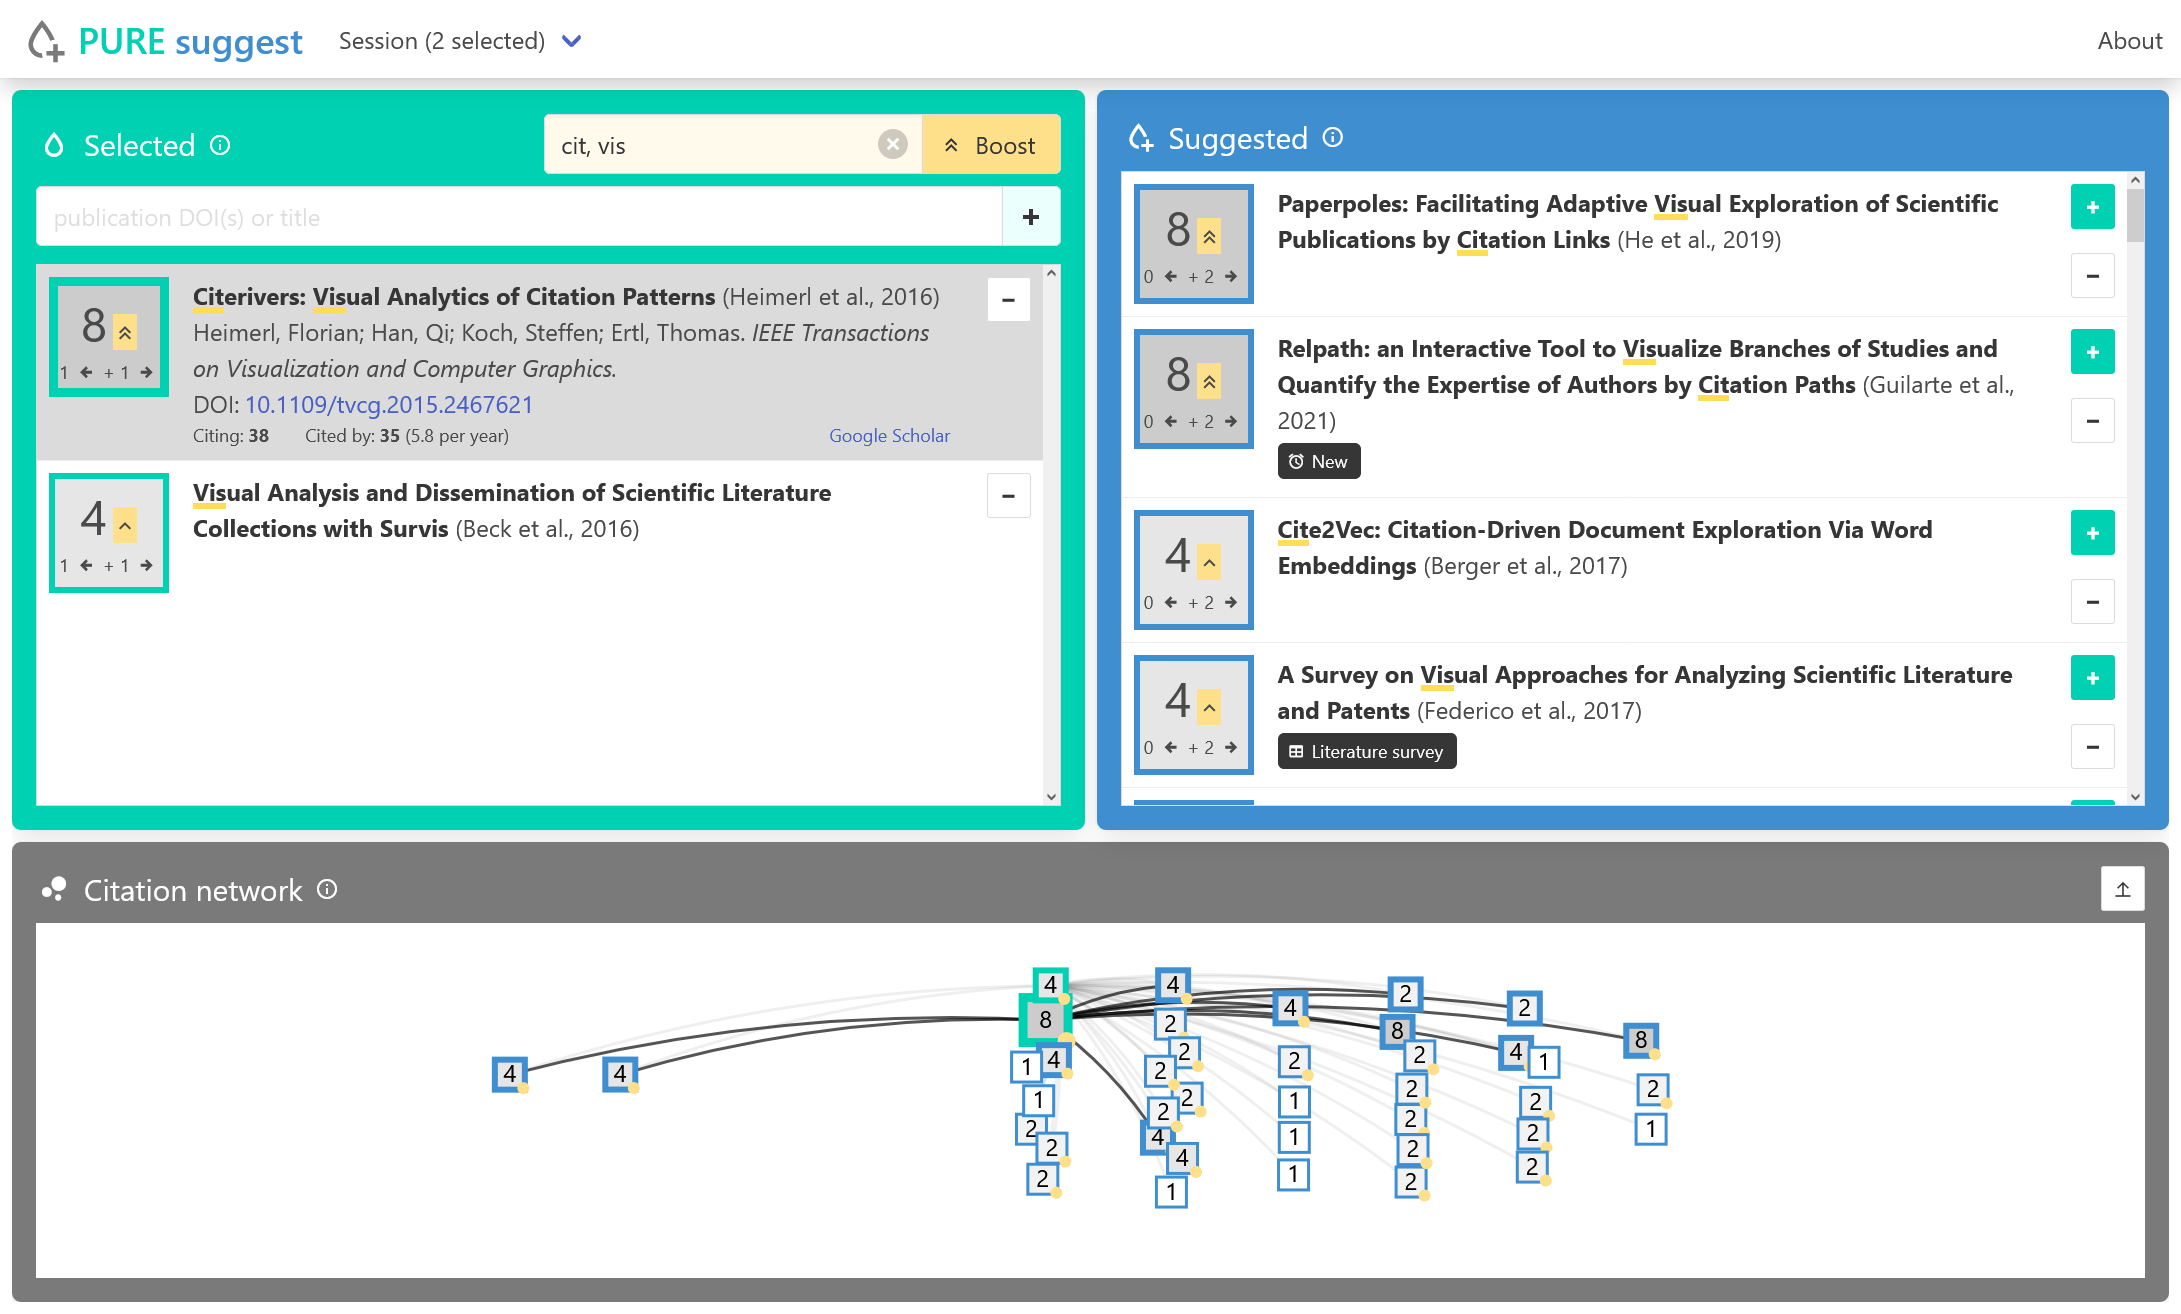 PURE suggest
Session (2 selected)
About
Selected
cit, vis
Boost
publication DOI(s) or title
+
8
1 ← + 1 →
Citerivers: Visual Analytics of Citation Patterns (Heimerl et al., 2016)
Heimerl, Florian; Han, Qi; Koch, Steffen; Ertl, Thomas. IEEE Transactions
on Visualization and Computer Graphics.
DOI: 10.1109/tvcg.2015.2467621
Citing: 38 Cited by: 35 (5.8 per year)
Google Scholar
4
1 ← + 1 →
Visual Analysis and Dissemination of Scientific Literature
Collections with Survis (Beck et al., 2016)
Suggested
8
0 ← + 2 →
Paperpoles: Facilitating Adaptive Visual Exploration of Scientific
Publications by Citation Links (He et al., 2019)
8
0 ← + 2 →
Relpath: an Interactive Tool to Visualize Branches of Studies and
Quantify the Expertise of Authors by Citation Paths (Guilarte et al.,
2021)
New
4
0 ← + 2 →
Cite2Vec: Citation-Driven Document Exploration Via Word
Embeddings (Berger et al., 2017)
4
0 ← + 2 →
A Survey on Visual Approaches for Analyzing Scientific Literature
and Patents (Federico et al., 2017)
Literature survey
Citation network
4 4 2
4 2
8 2 8 8
1 4 2 2 2 4 1
4 4 2
1 2 2 1 2 2 2
2 4 1 2 2 1
2 4 2
2 1 1 2 2